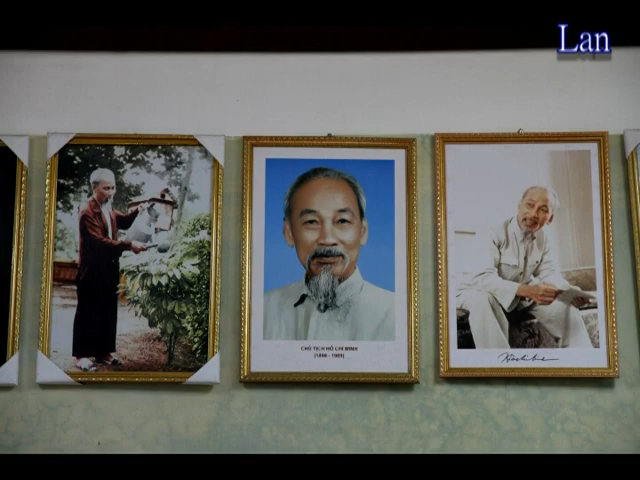 Lan
CHỦ TỊCH HỒ CHÍ MINH
(1890 - 1969)